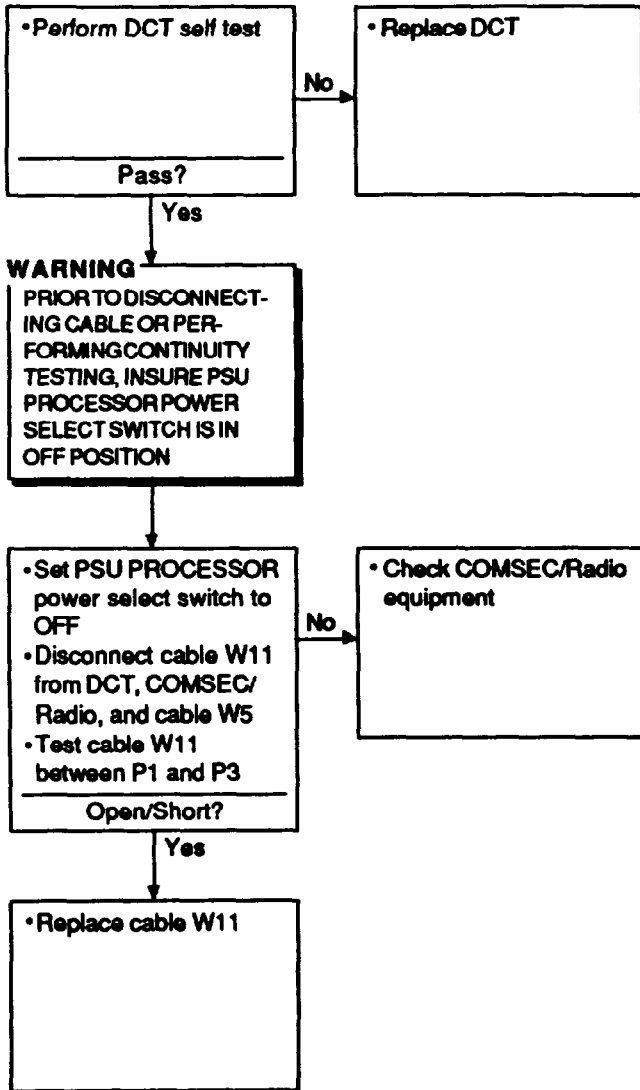 •Perform DCT self test
Pass?
No
• Replace DCT
Yes
WARNING
PRIOR TO DISCONNECT-
ING CABLE OR PER-
FORMING CONTINUITY
TESTING, INSURE PSU
PROCESSOR POWER
SELECT SWITCH IS IN
OFF POSITION
•Set PSU PROCESSOR
power select switch to
OFF
•Disconnect cable W11
from DCT, COMSEC/
Radio, and cable W5
•Test cable W11
between P1 and P3
Open/Short?
No
• Check COMSEC/Radio
equipment
Yes
•Replace cable W11